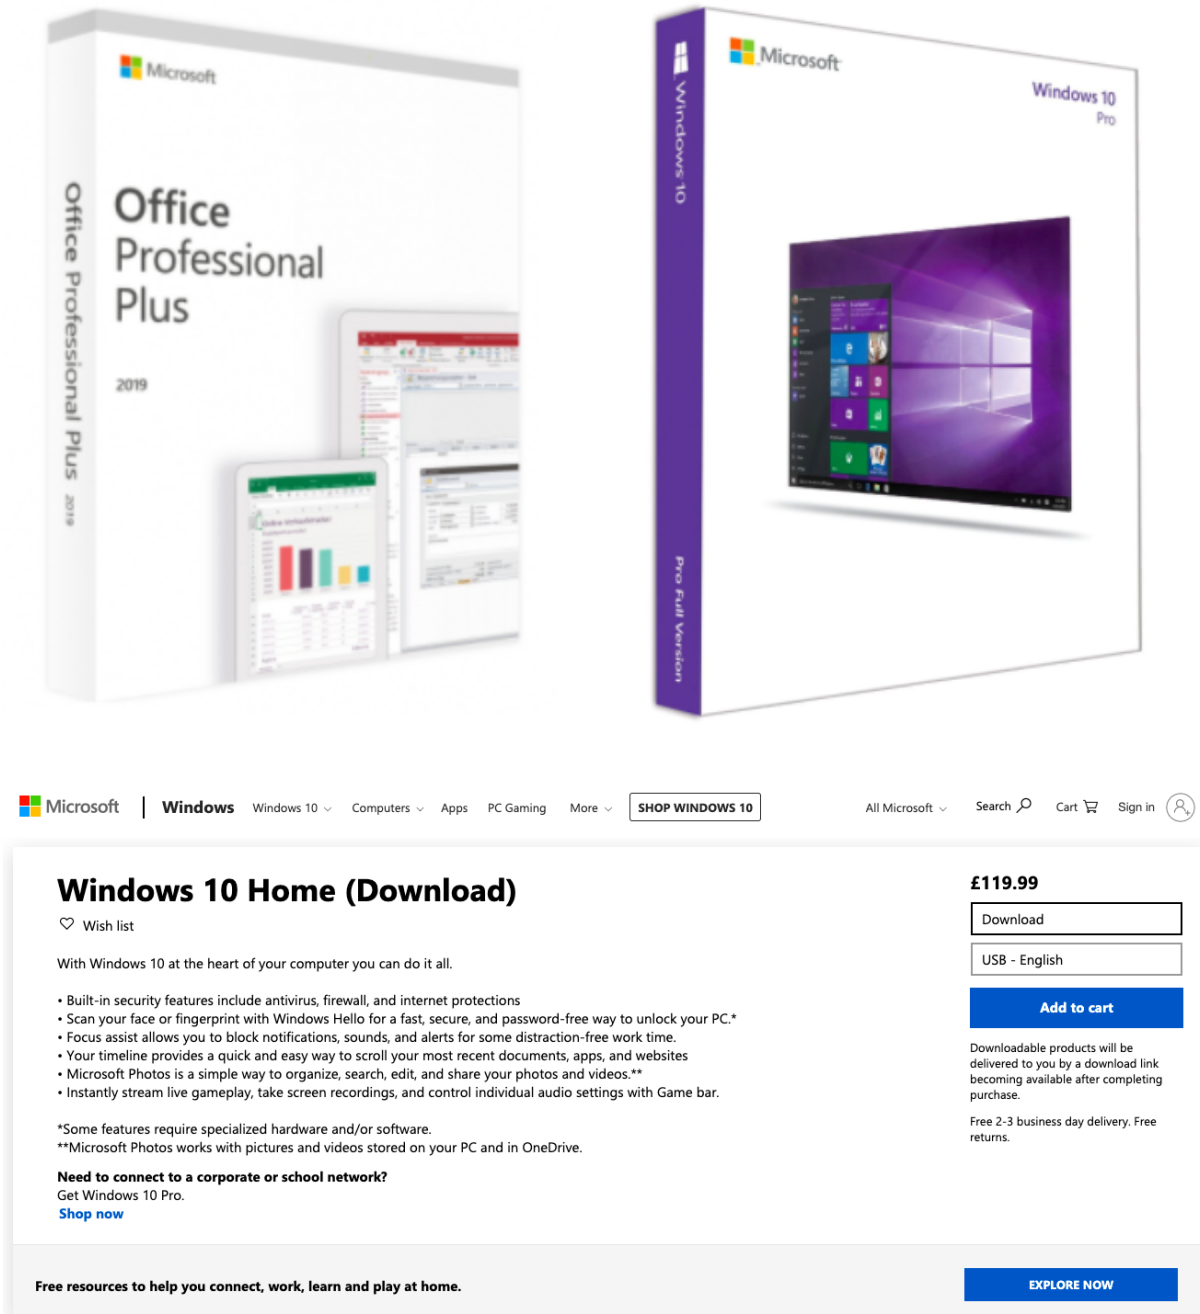 Microsoft
Office
Professional
Plus
2019
Office Professional Plus 2019
Microsoft
Windows 10
Pro
Windows 10
Pro Full Version
Microsoft
Windows
Windows 10
Computers
Apps
PC Gaming
More
SHOP WINDOWS 10
All Microsoft
Search
Cart
Sign in
Windows 10 Home (Download)
Wish list
With Windows 10 at the heart of your computer you can do it all.
• Built-in security features include antivirus, firewall, and internet protections
• Scan your face or fingerprint with Windows Hello for a fast, secure, and password-free way to unlock your PC.*
• Focus assist allows you to block notifications, sounds, and alerts for some distraction-free work time.
• Your timeline provides a quick and easy way to scroll your most recent documents, apps, and websites
• Microsoft Photos is a simple way to organize, search, edit, and share your photos and videos.**
• Instantly stream live gameplay, take screen recordings, and control individual audio settings with Game bar.
*Some features require specialized hardware and/or software.
**Microsoft Photos works with pictures and videos stored on your PC and in OneDrive.
Need to connect to a corporate or school network?
Get Windows 10 Pro.
Shop now
£119.99
Download
USB - English
Add to cart
Downloadable products will be
delivered to you by a download link
becoming available after completing
purchase.
Free 2-3 business day delivery. Free
returns.
Free resources to help you connect, work, learn and play at home.
EXPLORE NOW